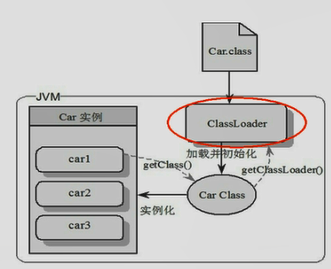 Car.class
JVM
Car 实例
ClassLoader
加载并初始化
car1
getClass()
getClassLoader()
car2
Car Class
实例化
car3